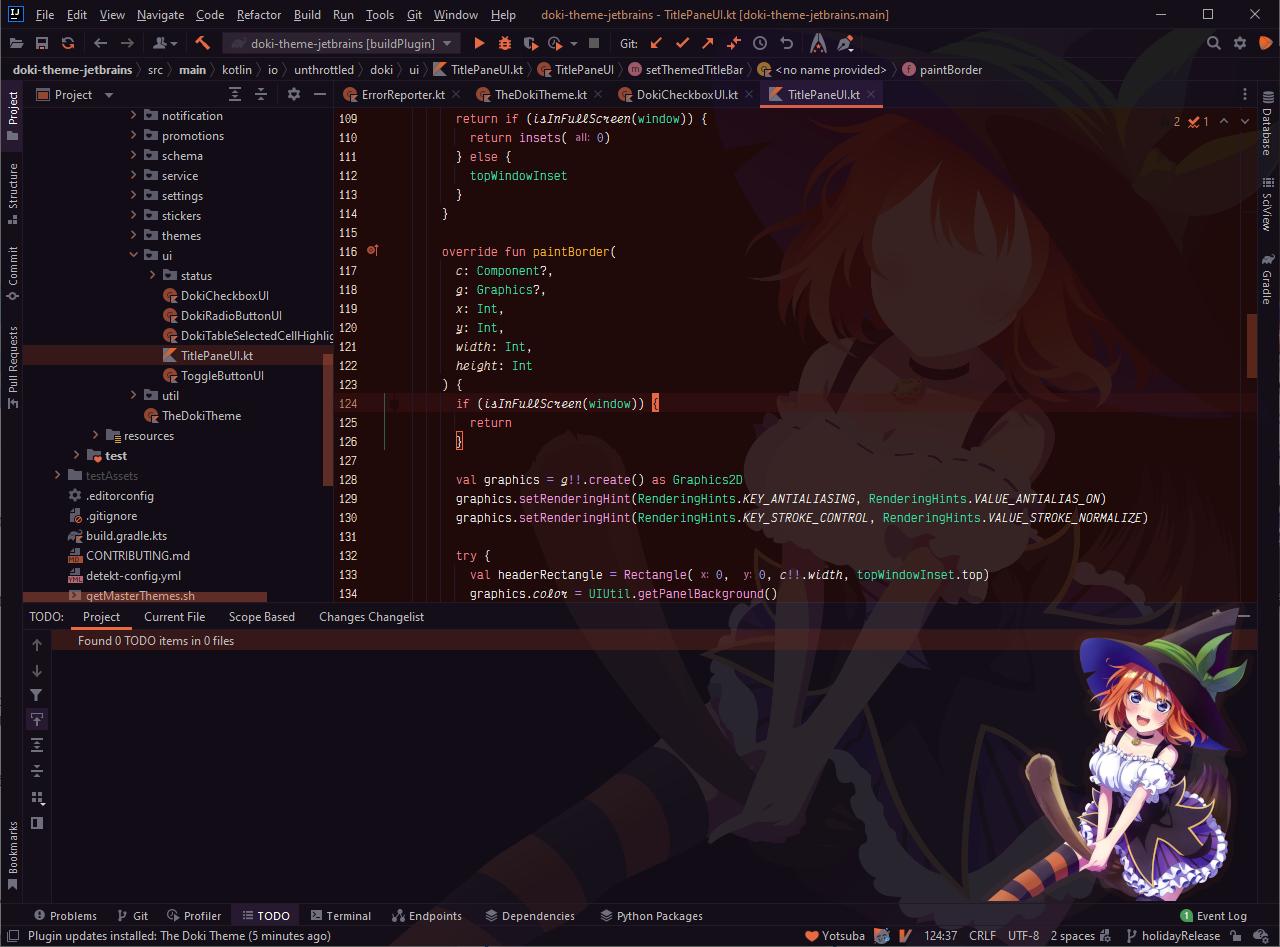 File Edit View Navigate Code Refactor Build Run Tools Git Window Help doki-theme-jetbrains - TitlePaneUI.kt [doki-theme-jetbrains.main]
doki-theme-jetbrains [buildPlugin] Git:
doki-theme-jetbrains src main kotlin io unthrottled doki ui TitlePaneUI.kt TitlePaneUI setThemedTitleBar <no name provided> paintBorder
Project
ErrorReporter.kt TheDokiTheme.kt DokiCheckboxUI.kt TitlePaneUI.kt
Project
Structure
Commit
Pull Requests
Bookmarks
notification
promotions
schema
service
settings
stickers
themes
ui
status
DokiCheckboxUI
DokiRadioButtonUI
DokiTableSelectedCellHighlig
TitlePaneUI.kt
ToggleButtonUI
util
TheDokiTheme
resources
test
testAssets
.editorconfig
.gitignore
build.gradle.kts
CONTRIBUTING.md
detekt-config.yml
getMasterThemes.sh
109 return if (isInFullScreen(window)) {
110 return insets( all: 0)
111 } else {
112 topWindowInset
113 }
114 }
115
116 override fun paintBorder(
117 c: Component?,
118 g: Graphics?,
119 x: Int,
120 y: Int,
121 width: Int,
122 height: Int
123 ) {
124 if (isInFullScreen(window)) {
125 return
126 }
127
128 val graphics = g!!.create() as Graphics2D
129 graphics.setRenderingHint(RenderingHints.KEY_ANTIALIASING, RenderingHints.VALUE_ANTIALIAS_ON)
130 graphics.setRenderingHint(RenderingHints.KEY_STROKE_CONTROL, RenderingHints.VALUE_STROKE_NORMALIZE)
131
132 try {
133 val headerRectangle = Rectangle( x: 0, y: 0, c!!.width, topWindowInset.top)
134 graphics.color = UIUtil.getPanelBackground()
2 1
Database
SciView
Gradle
TODO: Project Current File Scope Based Changes Changelist
Found 0 TODO items in 0 files
Problems Git Profiler TODO Terminal Endpoints Dependencies Python Packages 1 Event Log
Plugin updates installed: The Doki Theme (5 minutes ago) Yotsuba 124:37 CRLF UTF-8 2 spaces holidayRelease